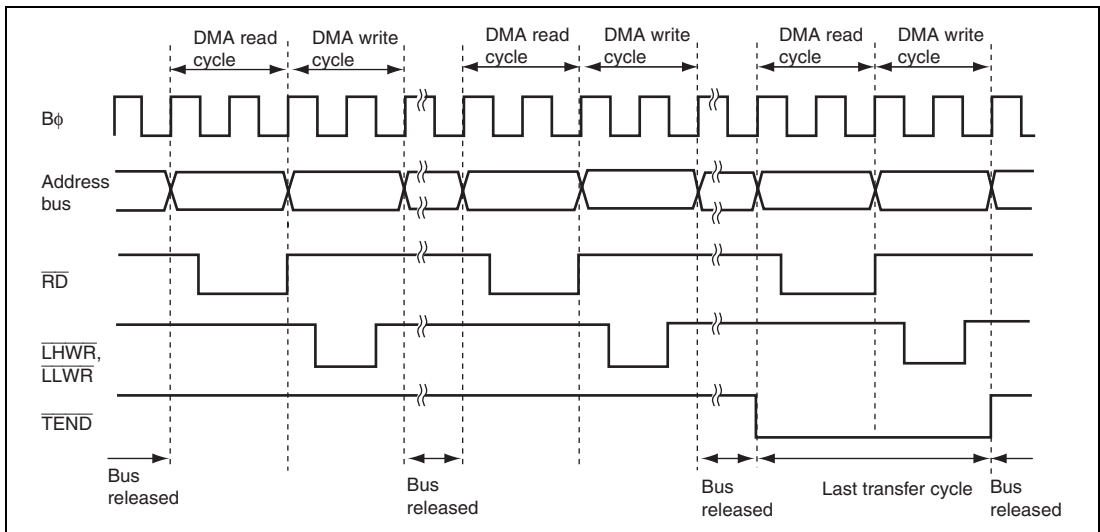 DMA read cycle
DMA write cycle
DMA read cycle
DMA write cycle
DMA read cycle
DMA write cycle
Bϕ
Address bus
RD
LHWR,
LLWR
TEND
Bus released
Bus released
Bus released
Last transfer cycle
Bus released